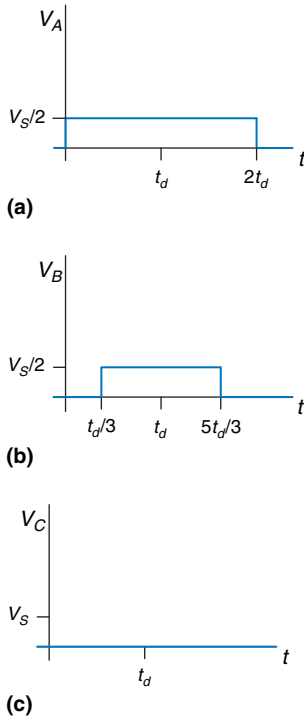 V_A
V_S/2
t_d 2t_d t
(a)
V_B
V_S/2
t_d/3 t_d 5t_d/3 t
(b)
V_C
V_S
t
t_d
(c)